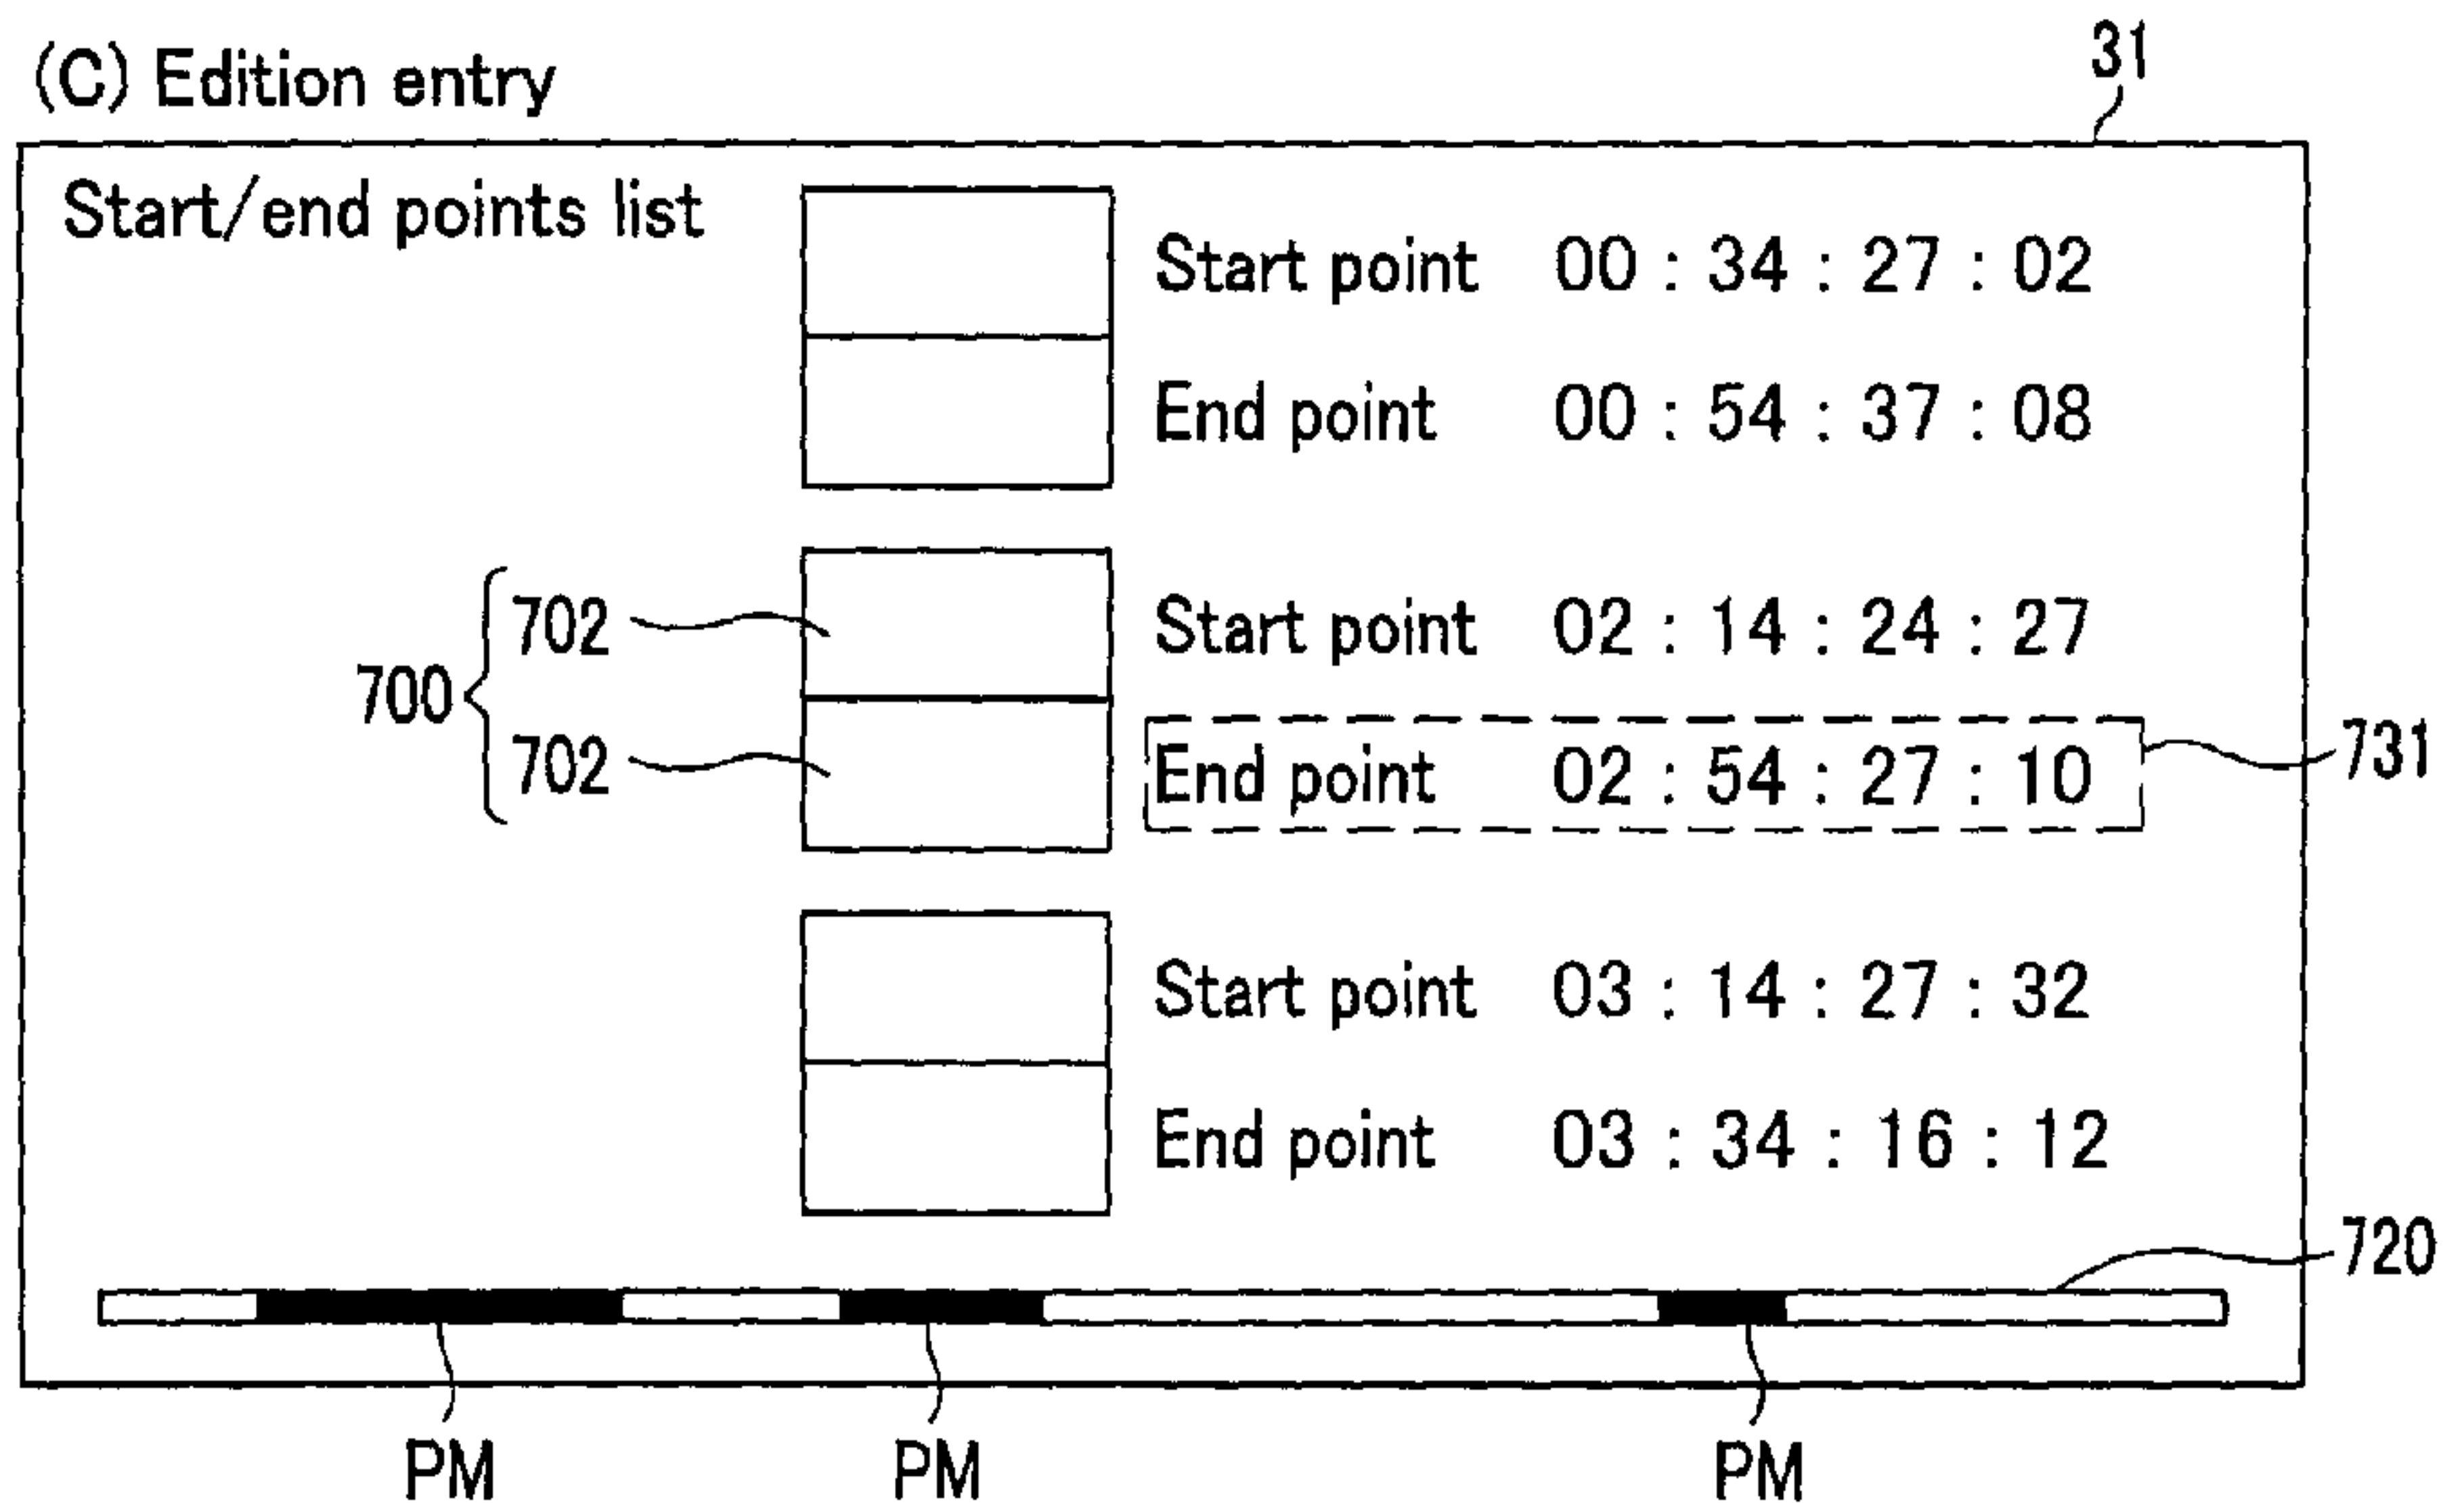 (C) Edition entry
31
Start/end points list
Start point 00 : 34 : 27 : 02
End point 00 : 54 : 37 : 08
700
702
Start point 02 : 14 : 24 : 27
702
End point 02 : 54 : 27 : 10
731
Start point 03 : 14 : 27 : 32
End point 03 : 34 : 16 : 12
720
PM PM PM